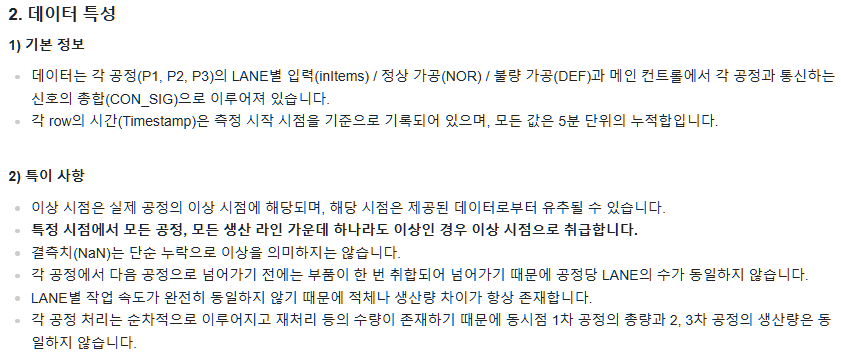 2. 데이터 특성
1) 기본 정보
데이터는 각 공정(P1, P2, P3)의 LANE별 입력(inItems) / 정상 가공(NOR) / 불량 가공(DEF)과 메인 컨트롤에서 각 공정과 통신하는
신호의 총합(CON_SIG)으로 이루어져 있습니다.
각 row의 시간(Timestamp)은 측정 시작 시점을 기준으로 기록되어 있으며, 모든 값은 5분 단위의 누적합입니다.
2) 특이 사항
이상 시점은 실제 공정의 이상 시점에 해당되며, 해당 시점은 제공된 데이터로부터 유추될 수 있습니다.
특정 시점에서 모든 공정, 모든 생산 라인 가운데 하나라도 이상인 경우 이상 시점으로 취급합니다.
결측치(NaN)는 단순 누락으로 이상을 의미하지는 않습니다.
각 공정에서 다음 공정으로 넘어가기 전에는 부품이 한 번 취합되어 넘어가기 때문에 공정당 LANE의 수가 동일하지 않습니다.
LANE별 작업 속도가 완전히 동일하지 않기 때문에 적체나 생산량 차이가 항상 존재합니다.
각 공정 처리는 순차적으로 이루어지고 재처리 등의 수량이 존재하기 때문에 동시점 1차 공정의 총량과 2, 3차 공정의 생산량은 동
일하지 않습니다.